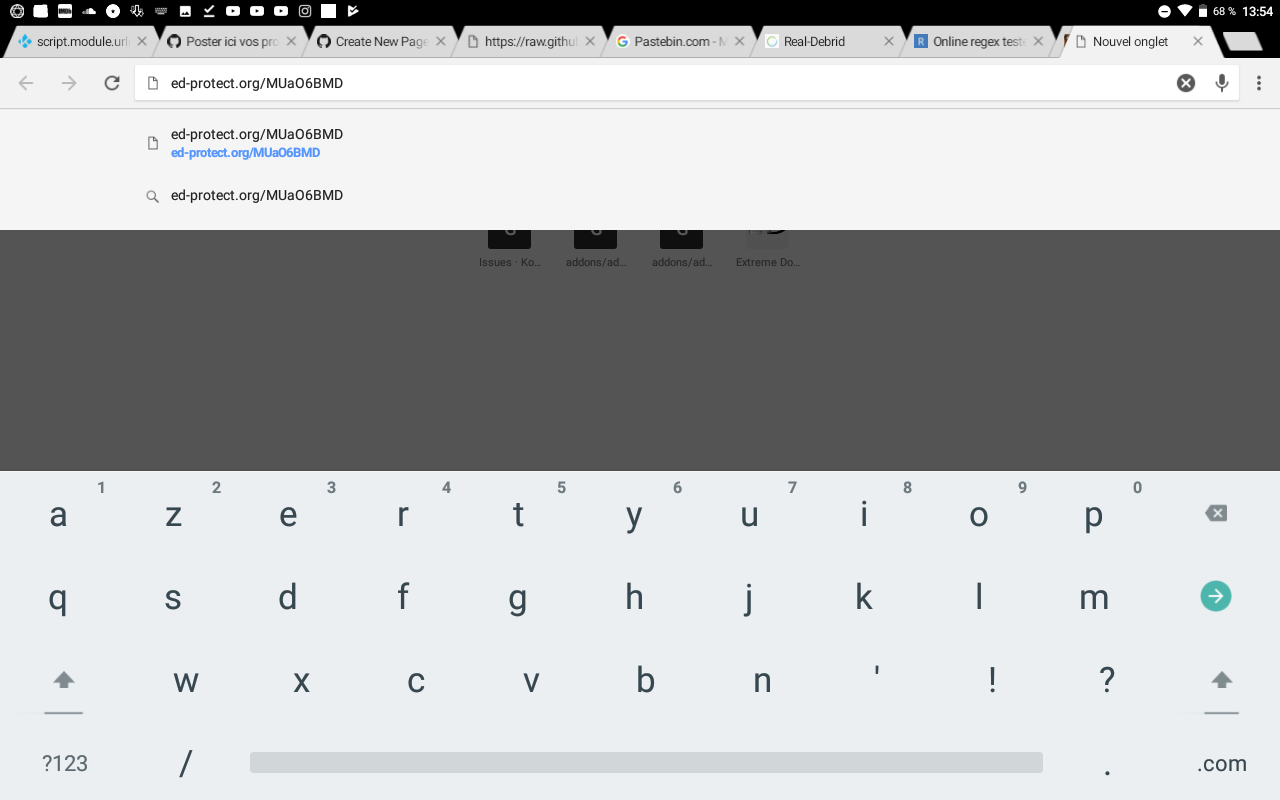 68 % 13:54
script.module.url
Poster ici vos pro
Create New Page
https://raw.githu
Pastebin.com - M
Real-Debrid
Online regex teste
Nouvel onglet
ed-protect.org/MUaO6BMD
ed-protect.org/MUaO6BMD
ed-protect.org/MUaO6BMD
ed-protect.org/MUaO6BMD
Issues · Ko...
addons/ad...
addons/ad...
Extreme Do...
1 2 3 4 5 6 7 8 9 0
a z e r t y u i o p
q s d f g h j k l m
w x c v b n ' ! ?
?123 / . .com